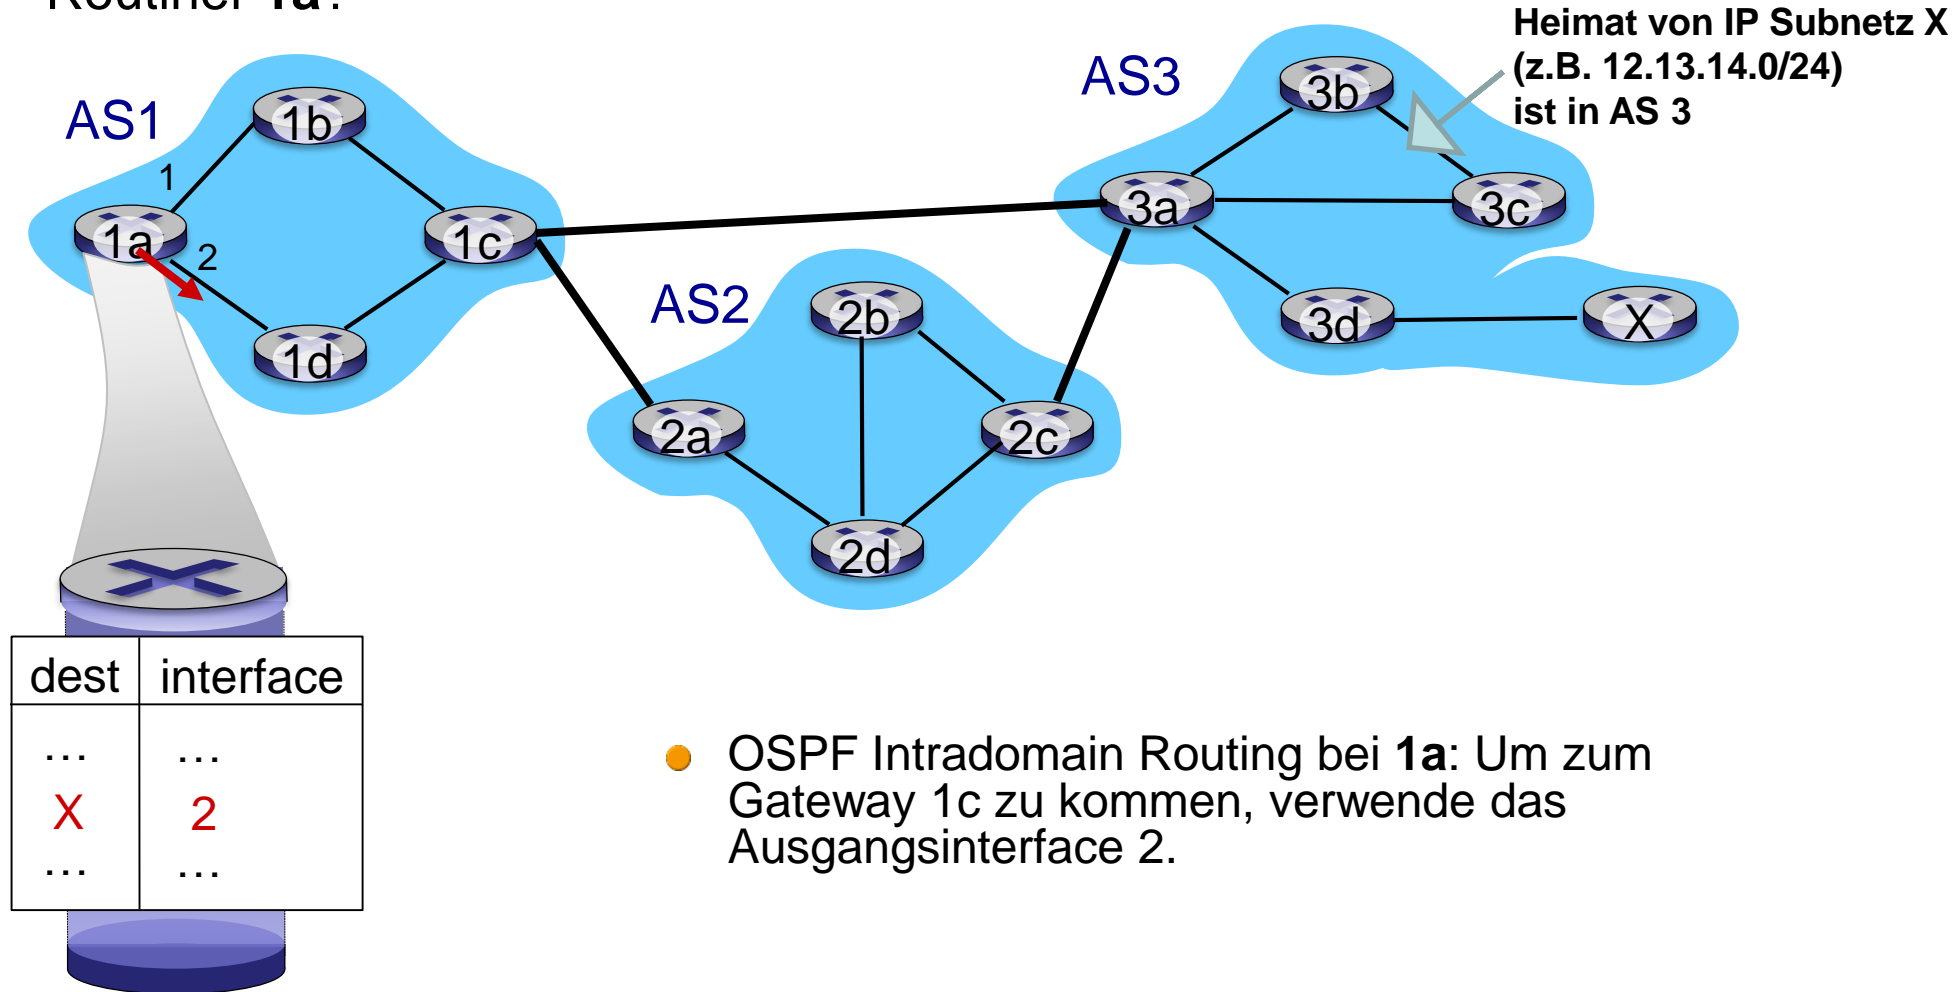 1a
Heimat von IP Subnetz X
(z.B. 12.13.14.0/24)
ist in AS 3
AS3
3b
AS1
1b
1
3a
3c
1a
1c
2
AS2
2b
3d
X
1d
2a
2c
2d
dest interface
... ...
X 2
... ...
OSPF Intradomain Routing bei 1a: Um zum
Gateway 1c zu kommen, verwende das
Ausgangsinterface 2.